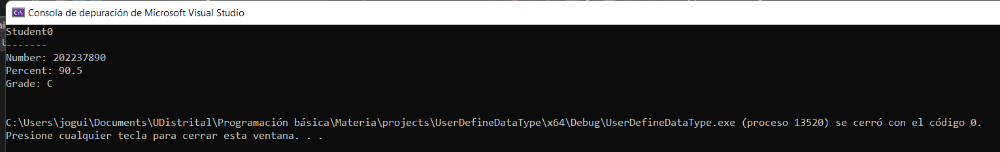 C:\ Consola de depuración de Microsoft Visual Studio
Student0
-------
Number: 202237890
Percent: 90.5
Grade: C
C:\Users\jogui\Documents\UDistrital\Programación básica\Materia\projects\UserDefineDataType\x64\Debug\UserDefineDataType.exe (proceso 13520) se cerró con el código 0.
Presione cualquier tecla para cerrar esta ventana. . .